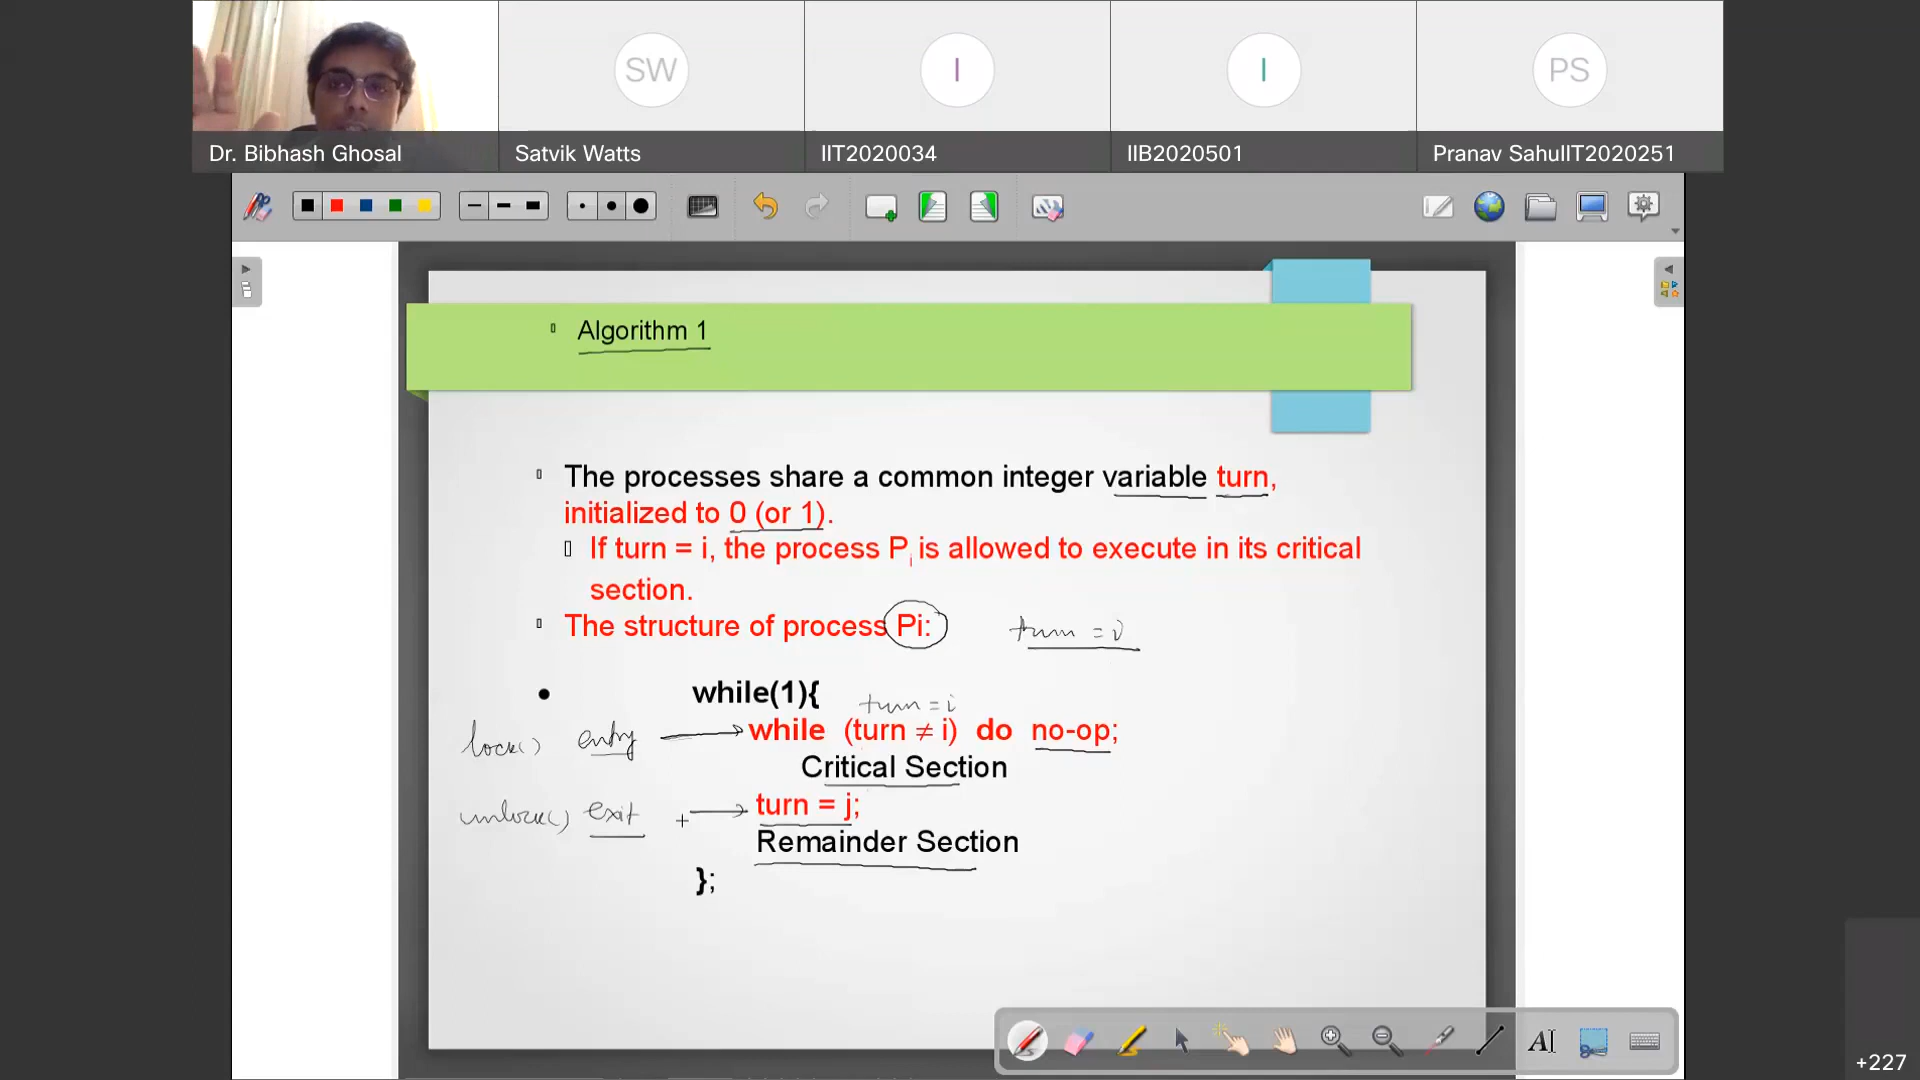 SW
I
I
PS
Dr. Bibhash Ghosal
Satvik Watts
IIT2020034
IIB2020501
Pranav SahuIIT2020251
Algorithm 1
The processes share a common integer variable turn,
initialized to 0 (or 1).
If turn = i, the process Pi is allowed to execute in its critical
section.
The structure of process Pi:
turn = i
while(1){
turn = i
lock() entry
while (turn ≠ i) do no-op;
Critical Section
unlock() exit
turn = j;
Remainder Section
};
AI
+227